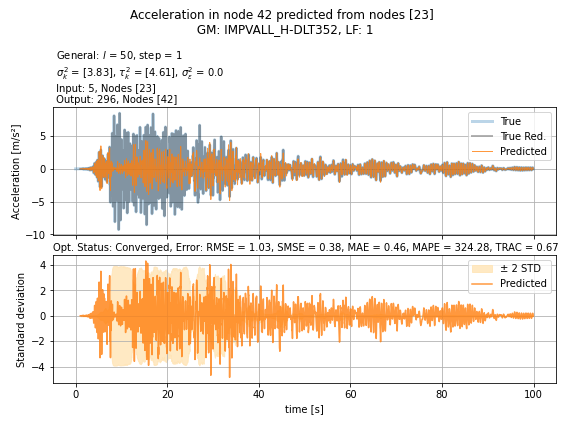 Acceleration in node 42 predicted from nodes [23]
GM: IMPVALL_H-DLT352, LF: 1
General: l = 50, step = 1
σ²ₖ = [3.83], τ²ₖ = [4.61], σ²ε = 0.0
Input: 5, Nodes [23]
Output: 296, Nodes [42]
Acceleration [m/s²]
5
0
−5
−10
True
True Red.
Predicted
Opt. Status: Converged, Error: RMSE = 1.03, SMSE = 0.38, MAE = 0.46, MAPE = 324.28, TRAC = 0.67
Standard deviation
4
2
0
−2
−4
± 2 STD
Predicted
0 20 40 60 80 100
time [s]